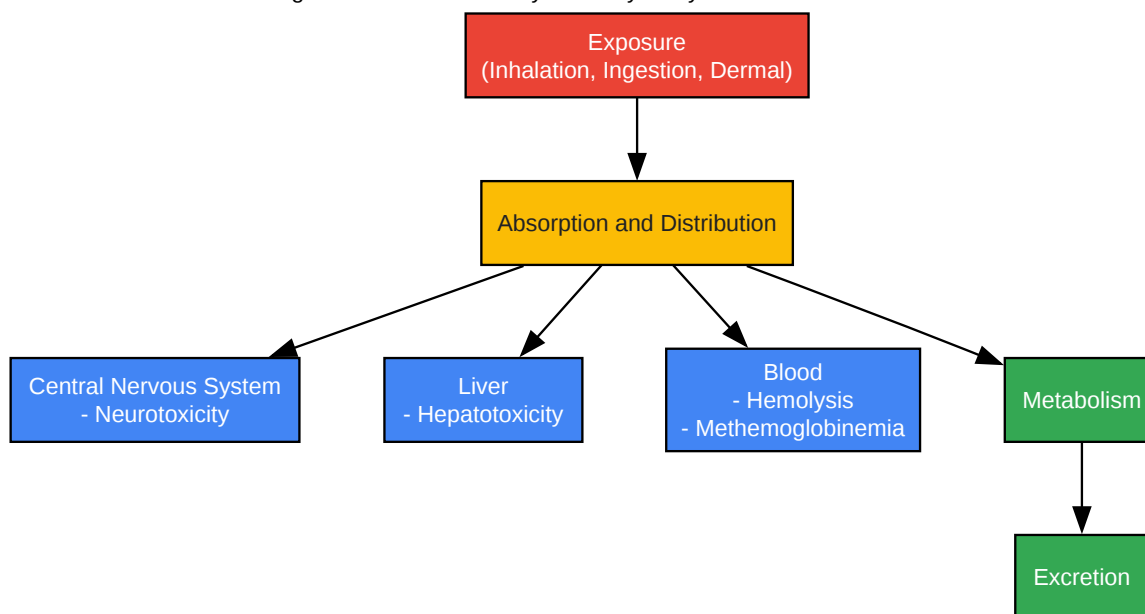 Exposure
(Inhalation, Ingestion, Dermal)
Absorption and Distribution
Central Nervous System
- Neurotoxicity
Liver
- Hepatotoxicity
Blood
- Hemolysis
- Methemoglobinemia
Metabolism
Excretion